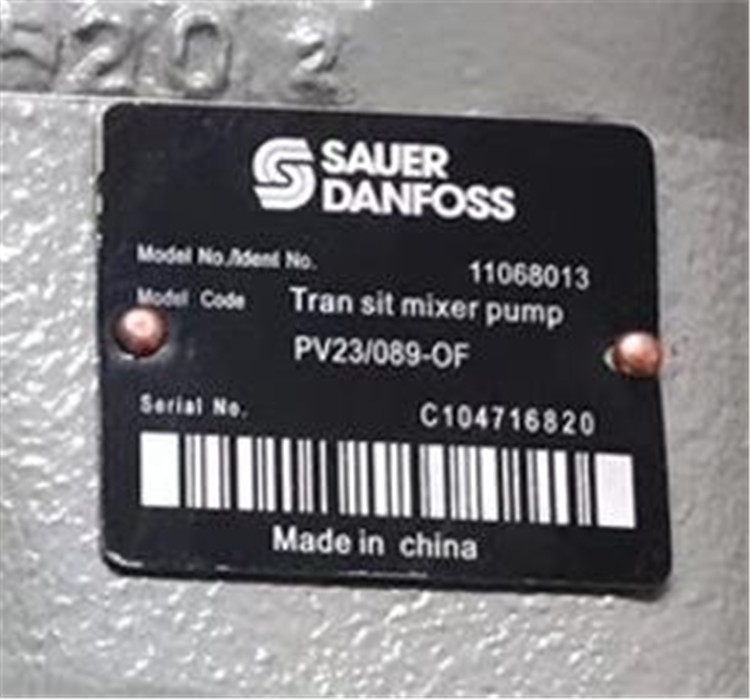 5202
SAUER
DANFOSS
Model No./Ident No. 11068013
Model Code Tran sit mixer pump
PV23/089-OF
Serial No. C104716820
Made in china